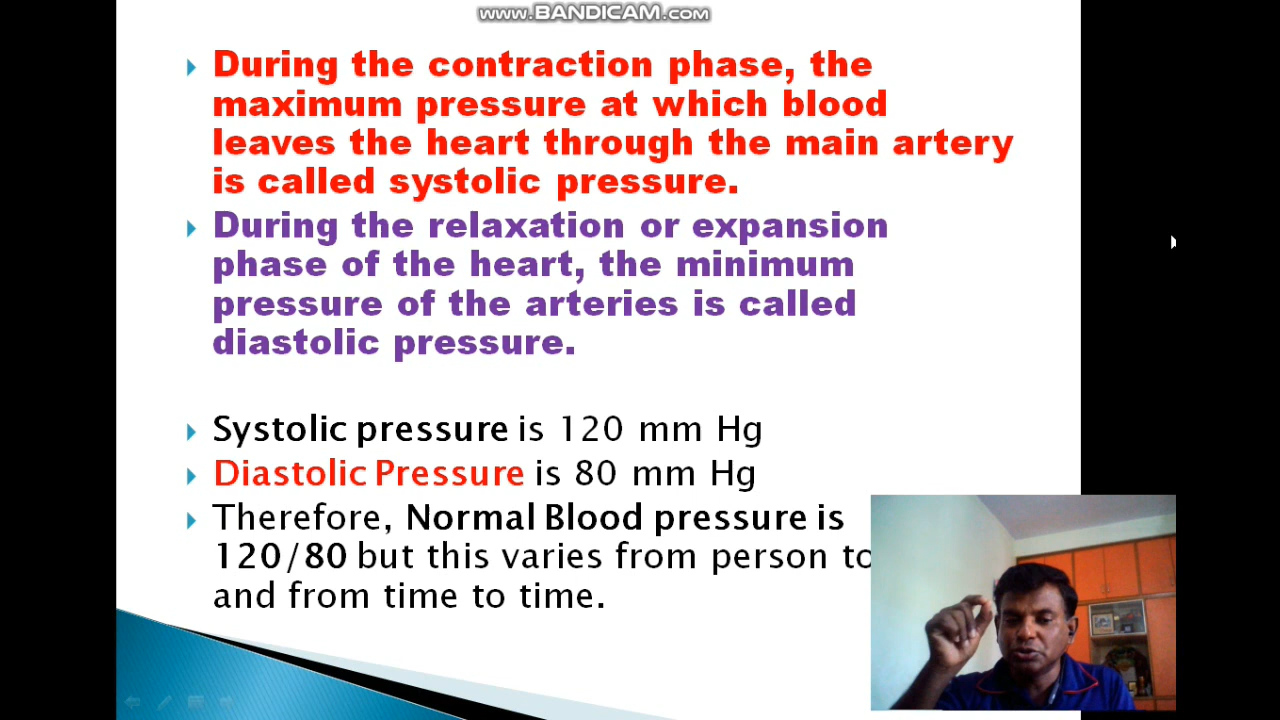 www.BANDICAM.com
During the contraction phase, the
maximum pressure at which blood
leaves the heart through the main artery
is called systolic pressure.
During the relaxation or expansion
phase of the heart, the minimum
pressure of the arteries is called
diastolic pressure.
Systolic pressure is 120 mm Hg
Diastolic Pressure is 80 mm Hg
Therefore, Normal Blood pressure is
120/80 but this varies from person to
and from time to time.